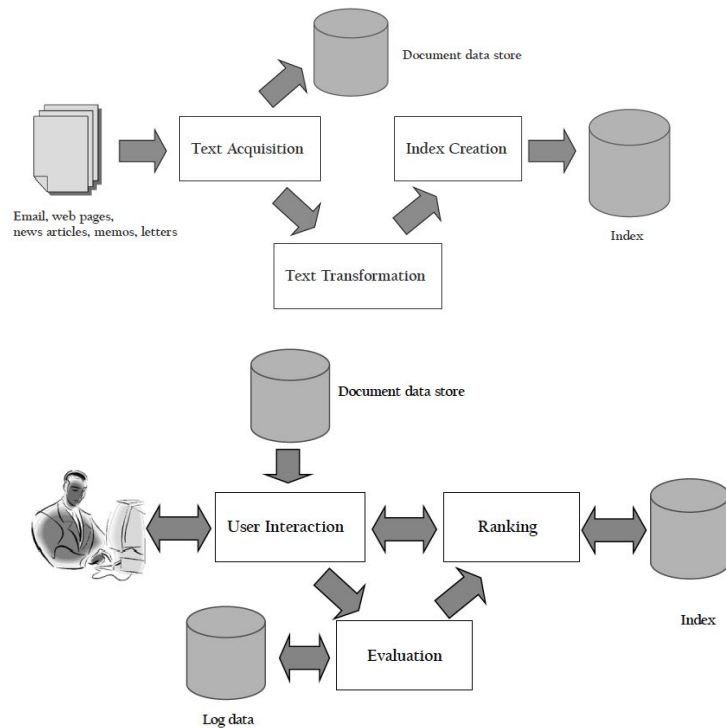 Document data store
Text Acquisition
Index Creation
Email, web pages,
news articles, memos, letters
Index
Text Transformation
Document data store
User Interaction
Ranking
Index
Evaluation
Log data